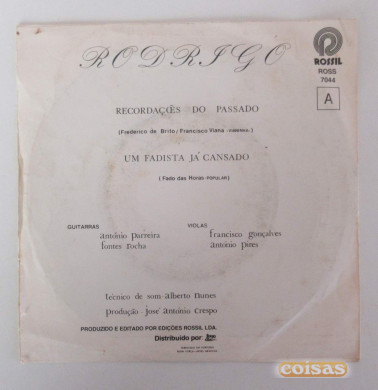 RODRIGO
ROSSIL
ROSS
7044
A
RECORDAÇÕES DO PASSADO
(Frederico de Brito/Francisco Viana -VIANINHA-)
UM FADISTA JÁ CANSADO
(Fado das Horas-POPULAR)
GUITARRAS
antónio parreira
fontes rocha
VIOLAS
francisco gonçalves
antónio pires
técnico de som-alberto nunes
produção-José antónio Crespo
PRODUZIDO E EDITADO POR EDIÇÕES ROSSIL LDA.
Distribuído por
coisas